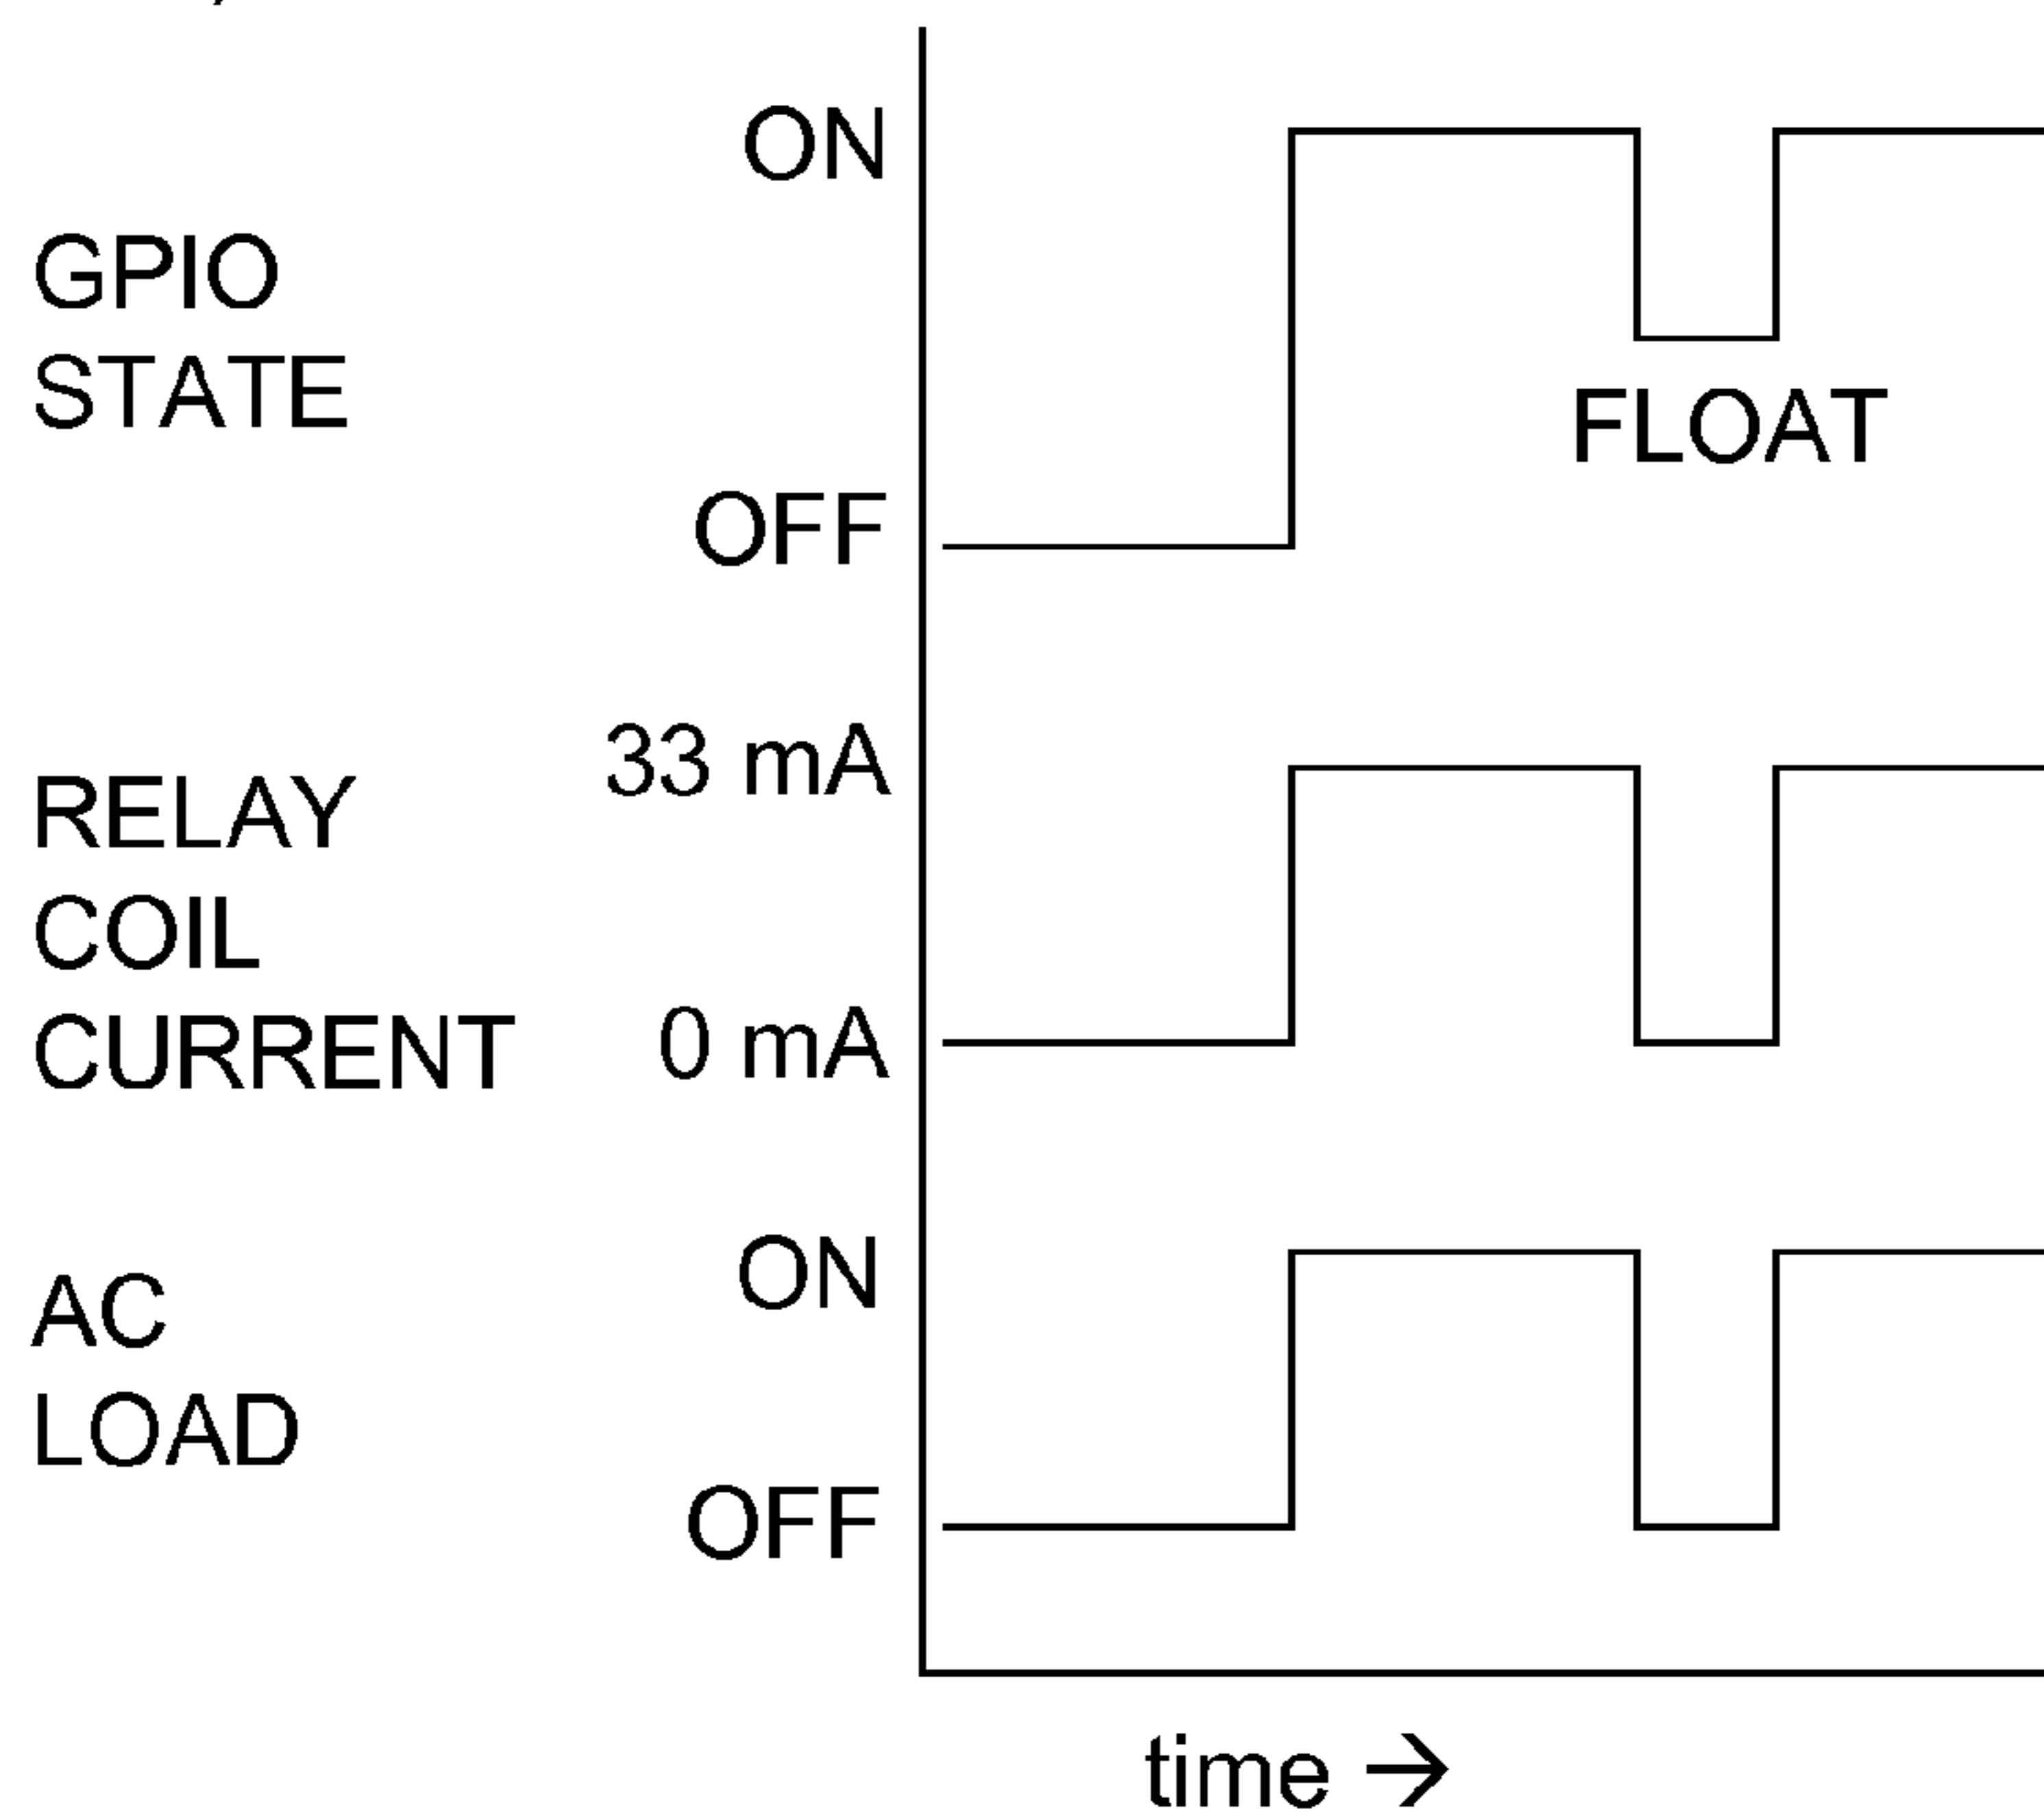 ON
GPIO
STATE
FLOAT
OFF
33 mA
RELAY
COIL
CURRENT
0 mA
ON
AC
LOAD
OFF
time →